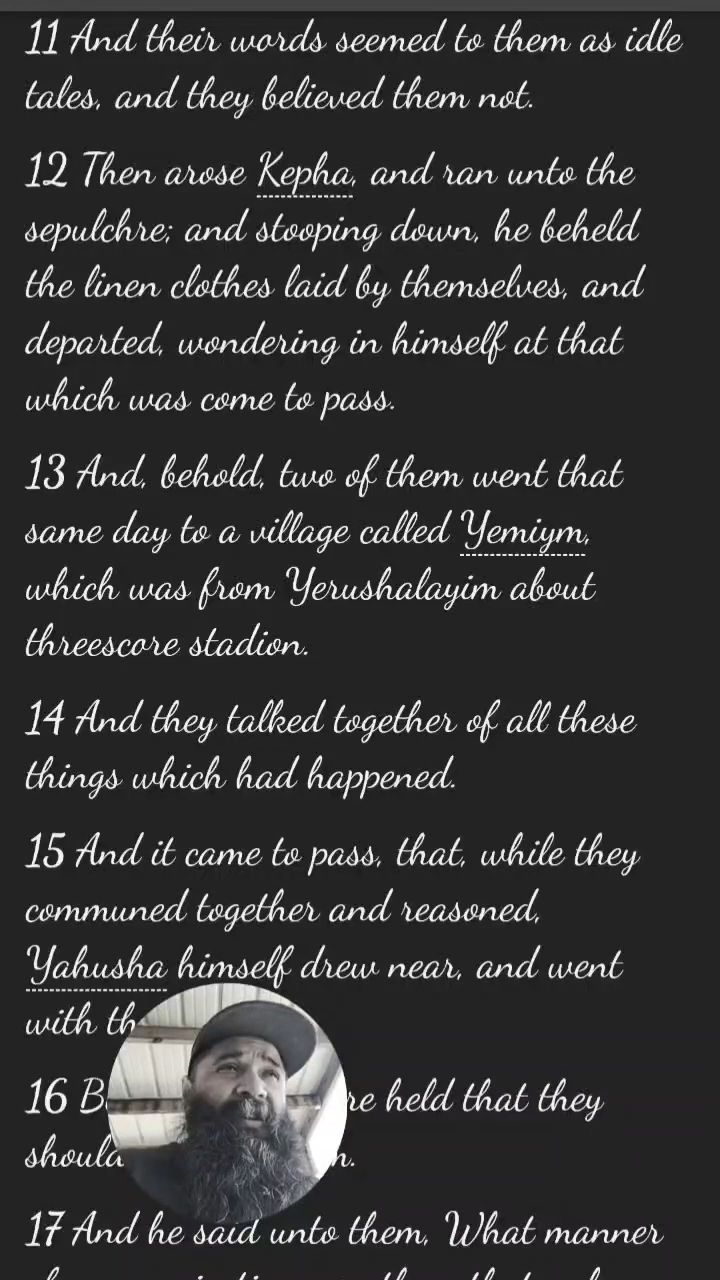 11 And their words seemed to them as idle
tales, and they believed them not.
12 Then arose Kepha, and ran unto the
sepulchre; and stooping down, he beheld
the linen clothes laid by themselves, and
departed, wondering in himself at that
which was come to pass.
13 And, behold, two of them went that
same day to a village called Yemiym,
which was from Yerushalayim about
threescore stadion.
14 And they talked together of all these
things which had happened.
15 And it came to pass, that, while they
communed together and reasoned,
Yahusha himself drew near, and went
with
16 held that they
17 And he said unto them, What manner